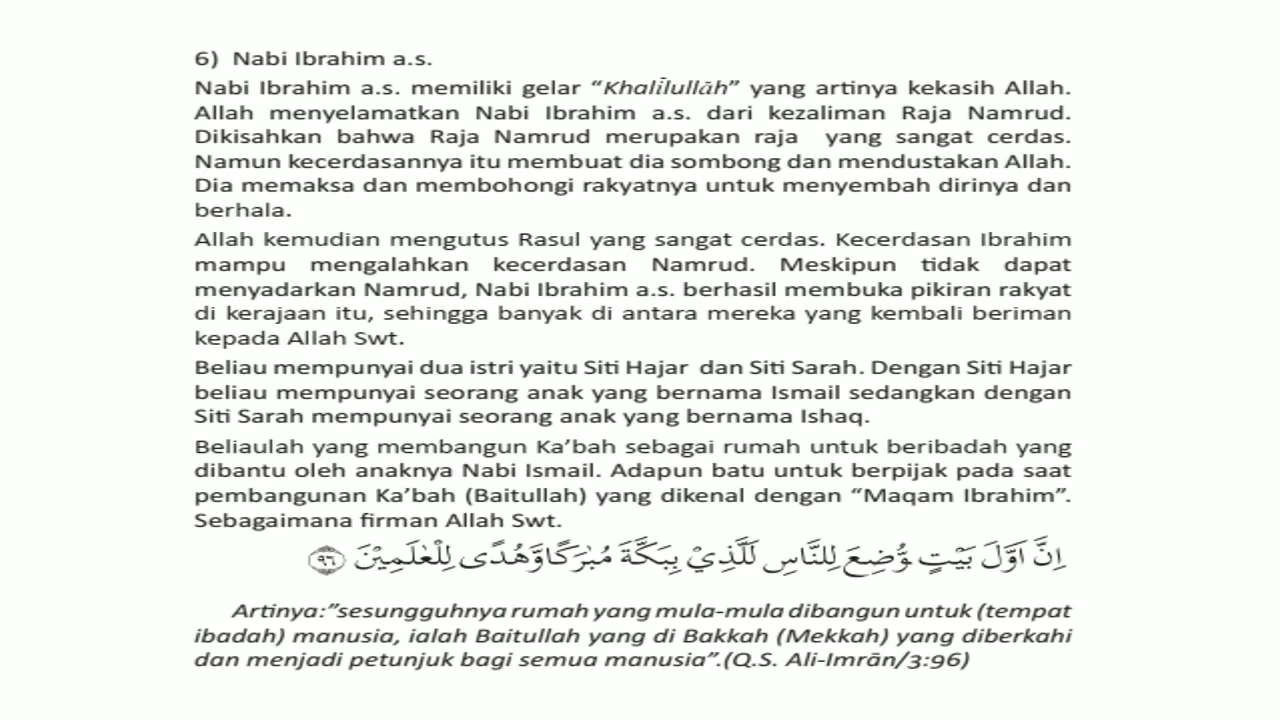 6) Nabi Ibrahim a.s.
Nabi Ibrahim a.s. memiliki gelar “Khalīlullāh” yang artinya kekasih Allah.
Allah menyelamatkan Nabi Ibrahim a.s. dari kezaliman Raja Namrud.
Dikisahkan bahwa Raja Namrud merupakan raja yang sangat cerdas.
Namun kecerdasannya itu membuat dia sombong dan mendustakan Allah.
Dia memaksa dan membohongi rakyatnya untuk menyembah dirinya dan
berhala.
Allah kemudian mengutus Rasul yang sangat cerdas. Kecerdasan Ibrahim
mampu mengalahkan kecerdasan Namrud. Meskipun tidak dapat
menyadarkan Namrud, Nabi Ibrahim a.s. berhasil membuka pikiran rakyat
di kerajaan itu, sehingga banyak di antara mereka yang kembali beriman
kepada Allah Swt.
Beliau mempunyai dua istri yaitu Siti Hajar dan Siti Sarah. Dengan Siti Hajar
beliau mempunyai seorang anak yang bernama Ismail sedangkan dengan
Siti Sarah mempunyai seorang anak yang bernama Ishaq.
Beliaulah yang membangun Ka’bah sebagai rumah untuk beribadah yang
dibantu oleh anaknya Nabi Ismail. Adapun batu untuk berpijak pada saat
pembangunan Ka’bah (Baitullah) yang dikenal dengan “Maqam Ibrahim”.
Sebagaimana firman Allah Swt.
اِنَّ اَوَّلَ بَيْتٍ وُّضِعَ لِلنَّاسِ لَلَّذِيْ بِبَكَّةَ مُبٰرَكًا وَّهُدًى لِّلْعٰلَمِيْنَ ٩٦
Artinya:”sesungguhnya rumah yang mula-mula dibangun untuk (tempat
ibadah) manusia, ialah Baitullah yang di Bakkah (Mekkah) yang diberkahi
dan menjadi petunjuk bagi semua manusia”.(Q.S. Ali-Imrān/3:96)